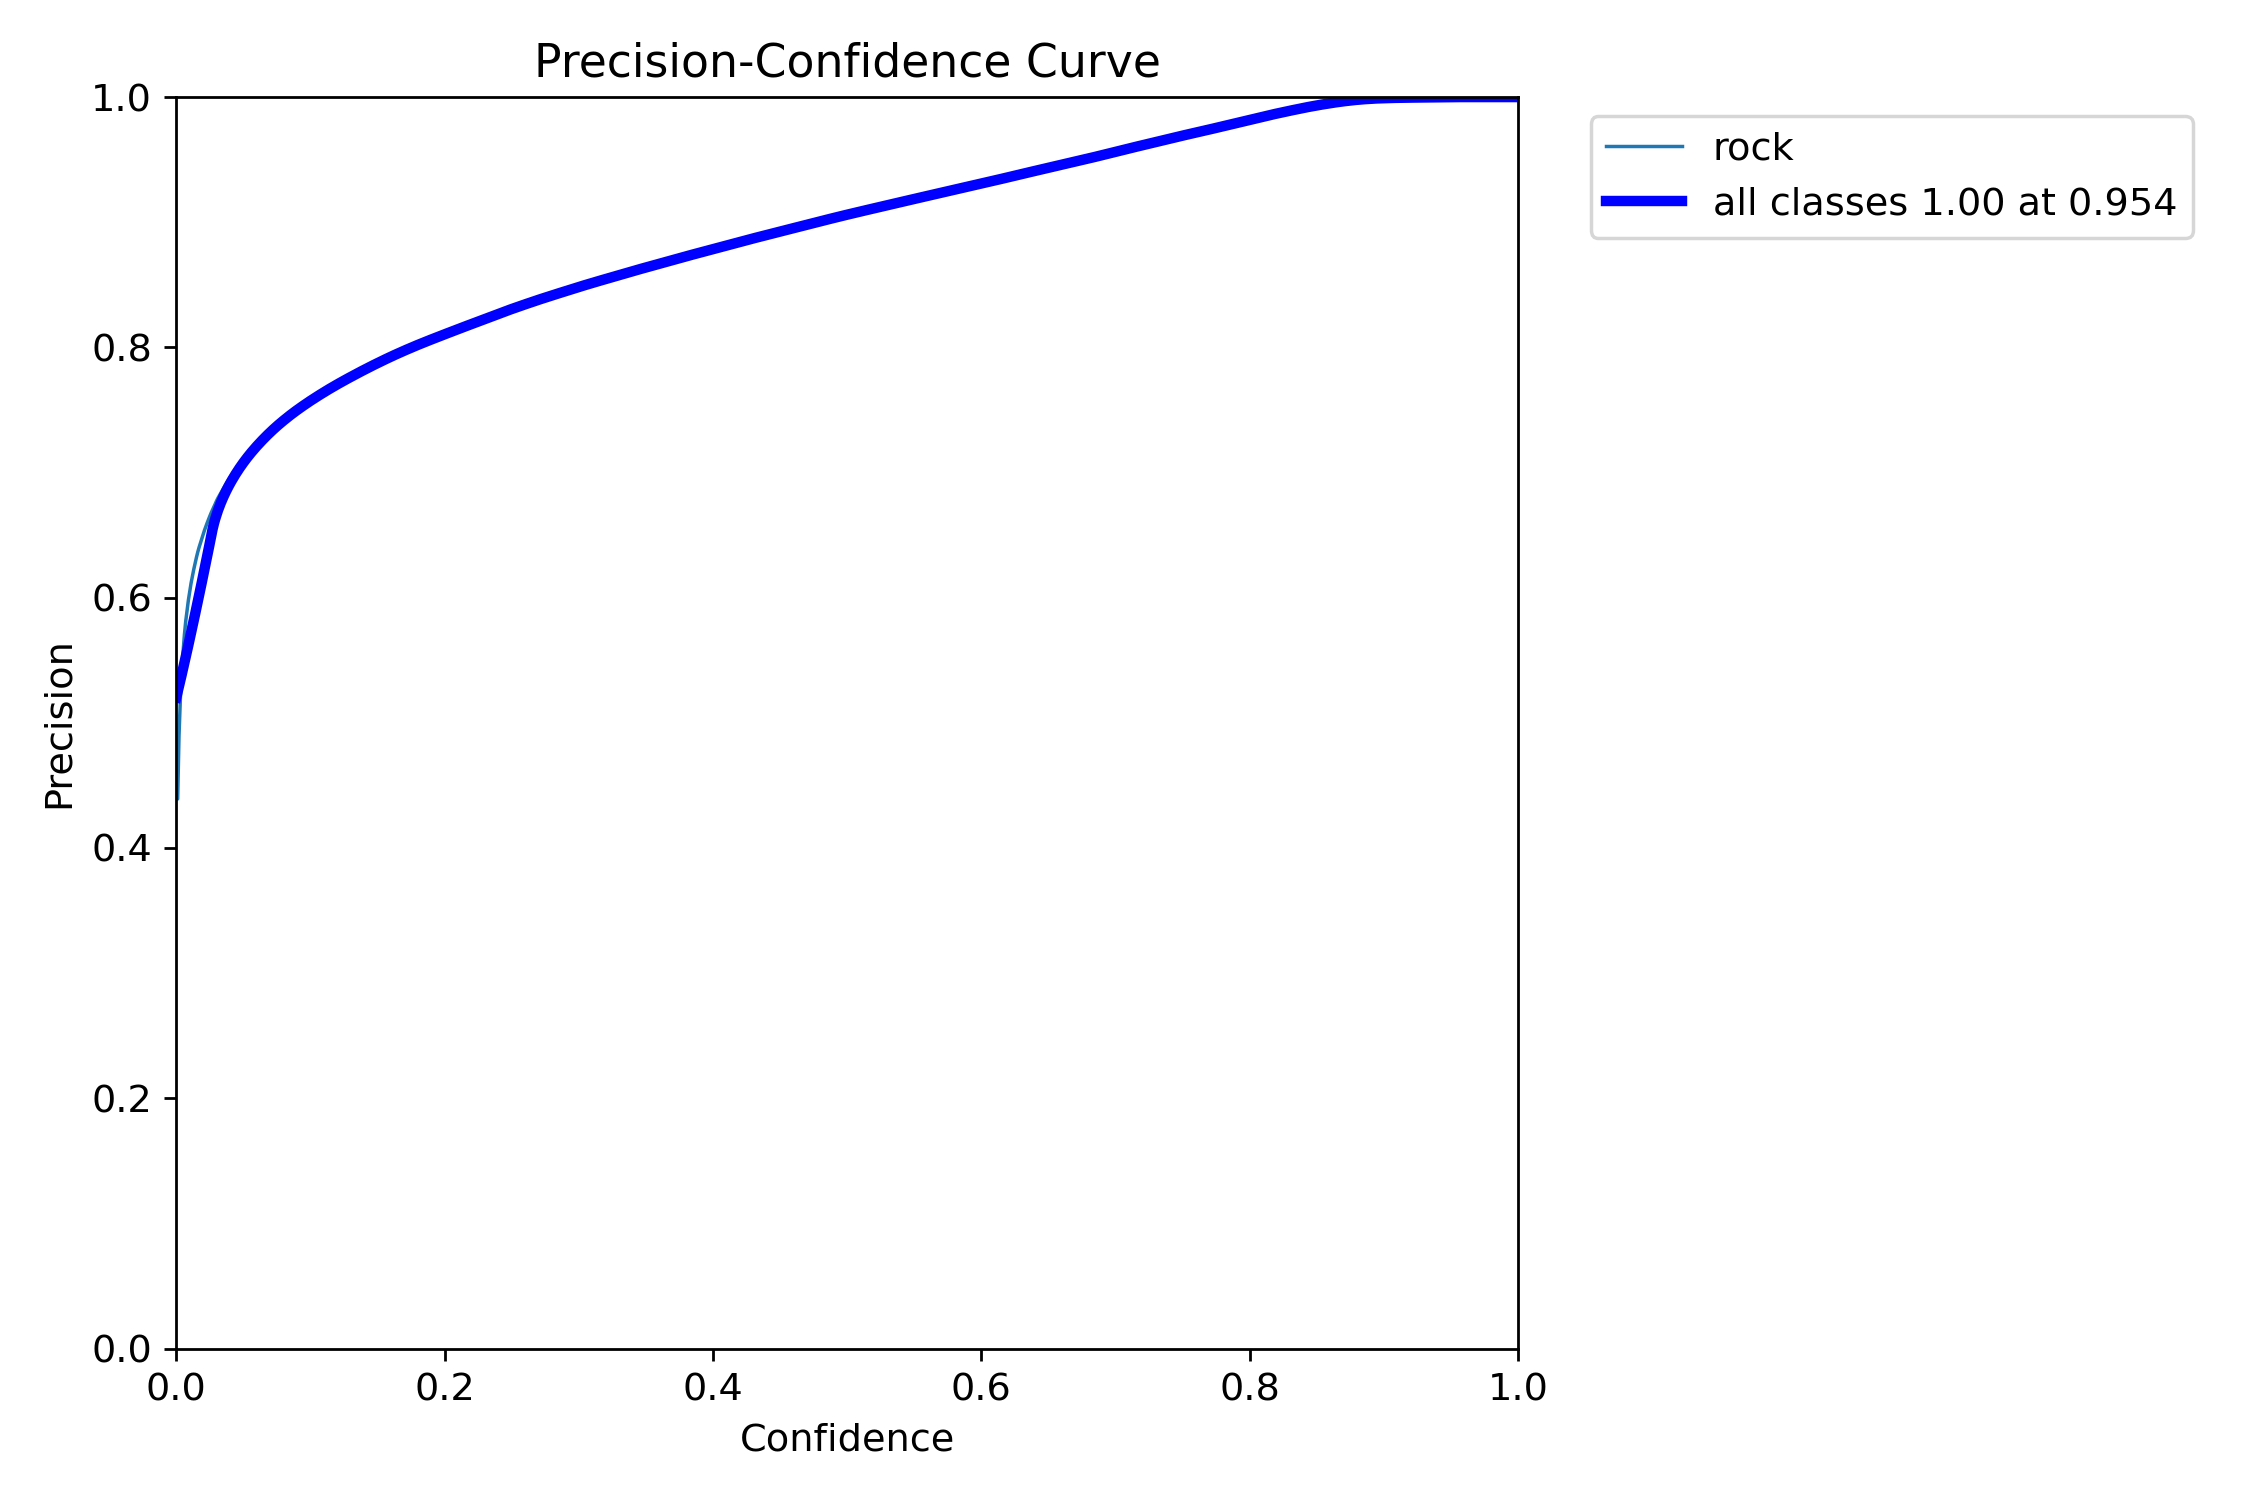 Precision-Confidence Curve
1.0
0.8
0.6
0.4
0.2
0.0
Precision
0.0 0.2 0.4 0.6 0.8 1.0
Confidence
rock
all classes 1.00 at 0.954